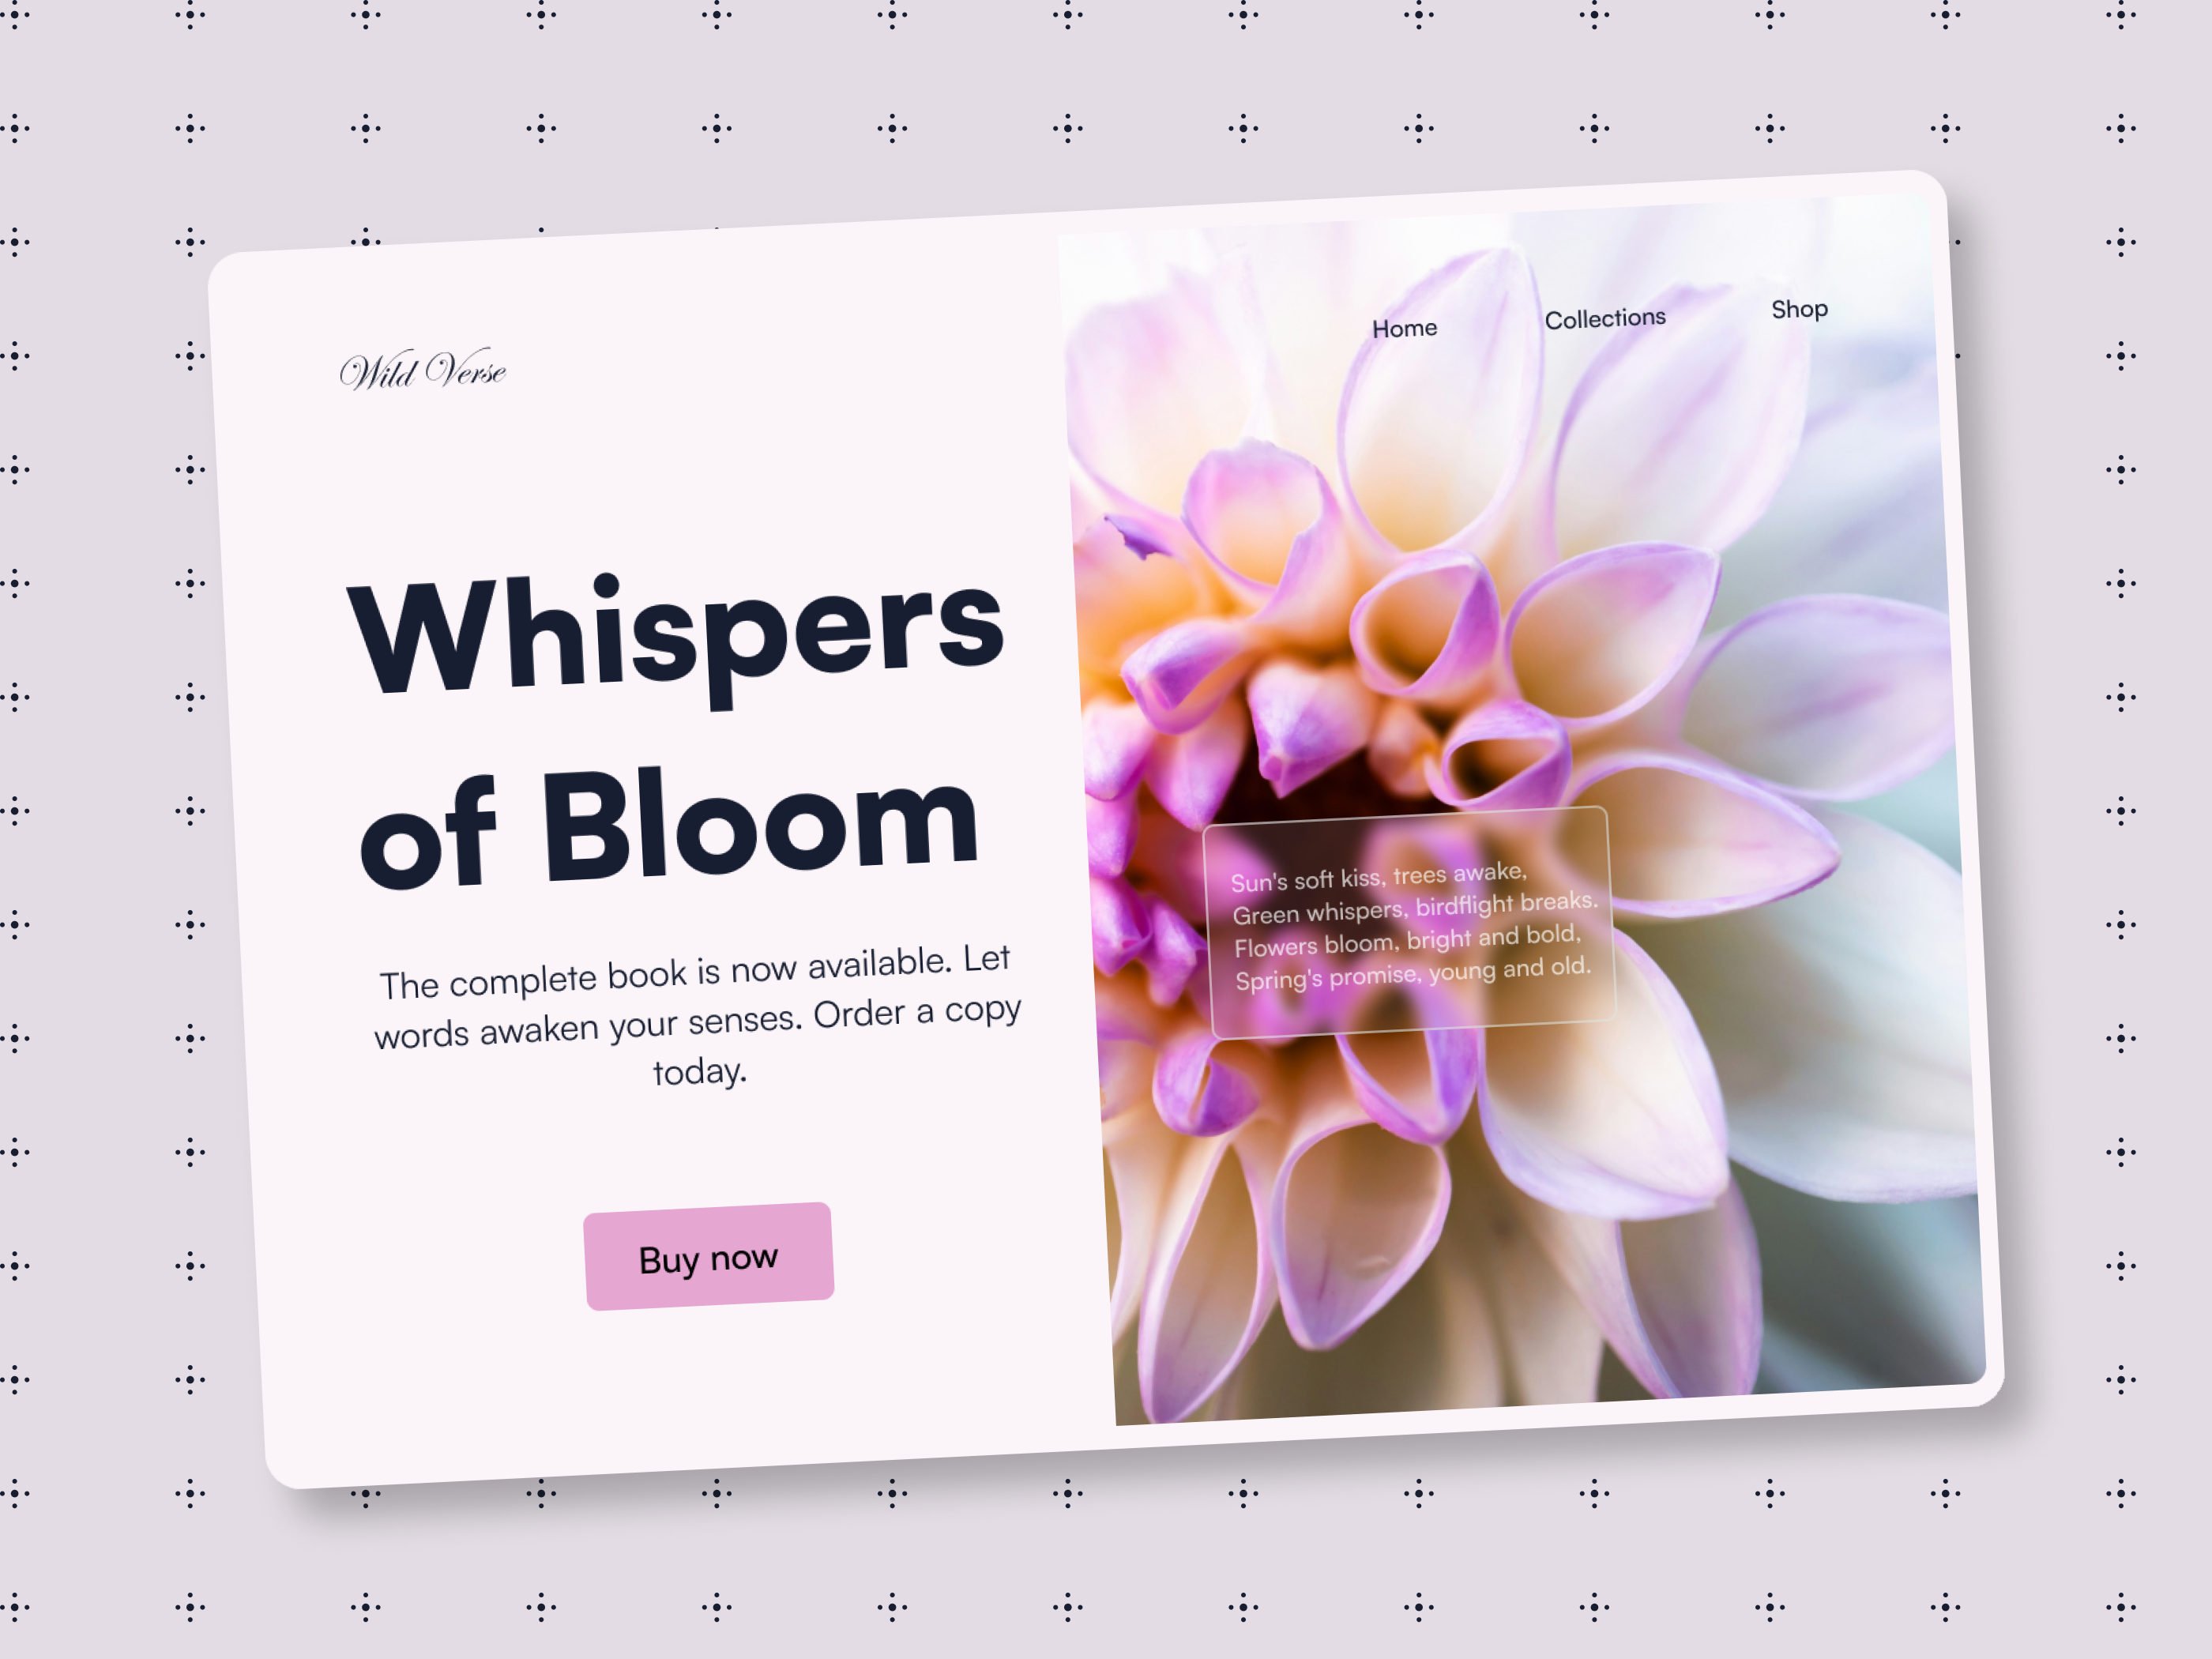 Wild Verse
Home
Collections
Shop
Whispers
of Bloom
The complete book is now available. Let
words awaken your senses. Order a copy
today.
Buy now
Sun's soft kiss, trees awake,
Green whispers, birdflight breaks.
Flowers bloom, bright and bold,
Spring's promise, young and old.